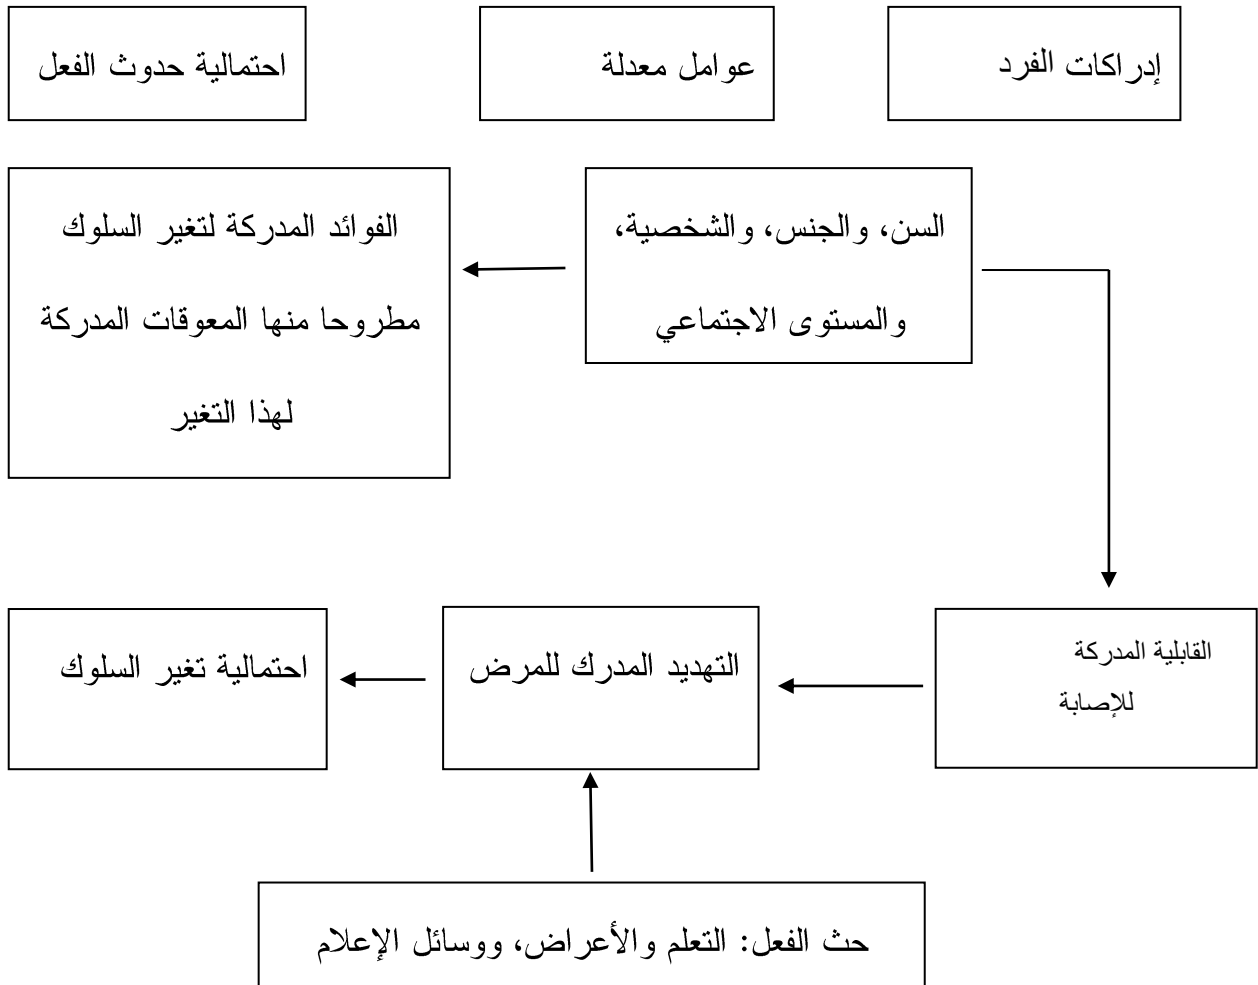 إدراكات الفرد
عوامل معدلة
احتمالية حدوث الفعل
السن، والجنس، والشخصية،
والمستوى الاجتماعي
الفوائد المدركة لتغير السلوك
مطروحا منها المعوقات المدركة
لهذا التغير
القابلية المدركة
للإصابة
التهديد المدرك للمرض
احتمالية تغير السلوك
حث الفعل: التعلم والأعراض، ووسائل الإعلام